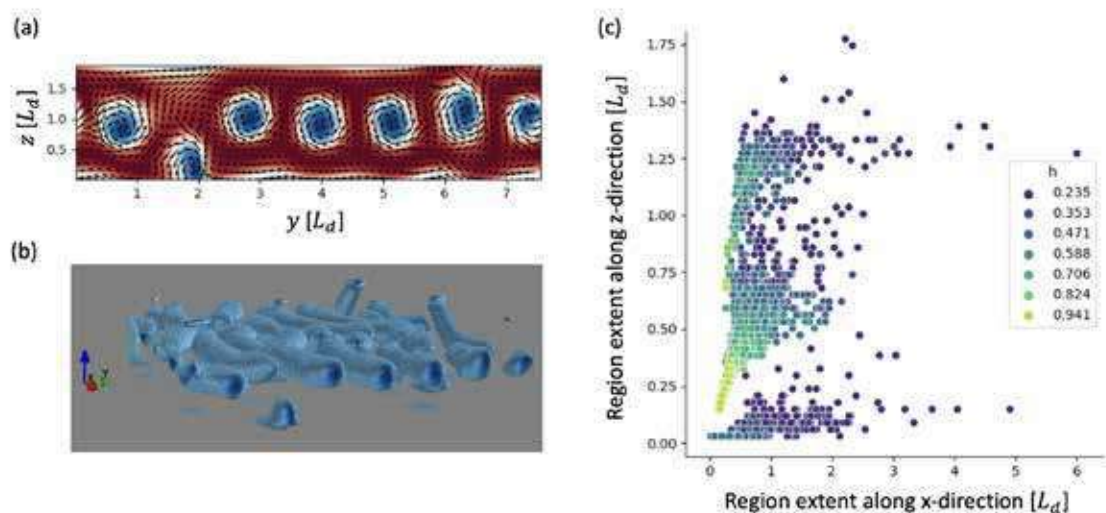 (a)
1.5
1.0
0.5
z [L_d]
1 2 3 4 5 6 7
y [L_d]
(b)
y
(c)
1.75
1.50
1.25
1.00
0.75
0.50
0.25
0.00
Region extent along z-direction [L_d]
h
0.235
0.353
0.471
0.588
0.706
0.824
0.941
0 1 2 3 4 5 6
Region extent along x-direction [L_d]